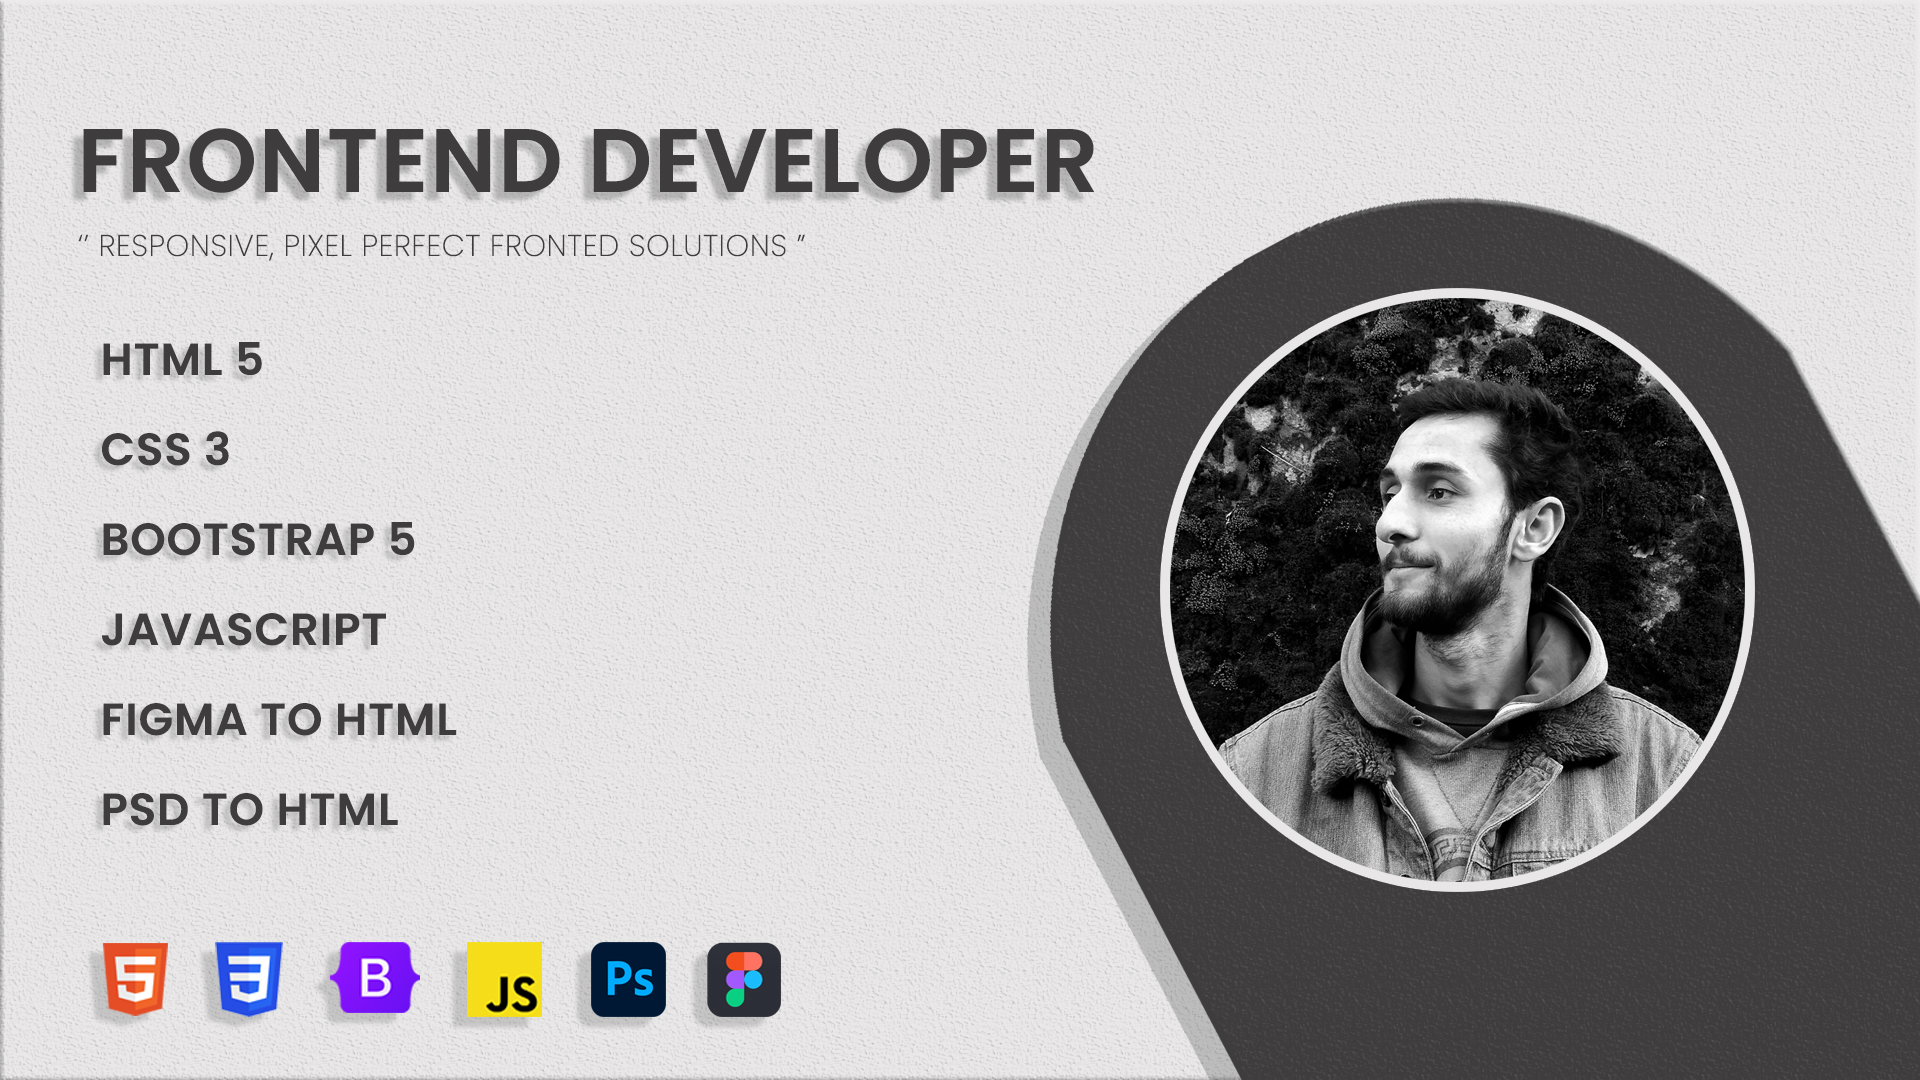 FRONTEND DEVELOPER
“ RESPONSIVE, PIXEL PERFECT FRONTED SOLUTIONS ”
HTML 5
CSS 3
BOOTSTRAP 5
JAVASCRIPT
FIGMA TO HTML
PSD TO HTML
5 3 B JS Ps